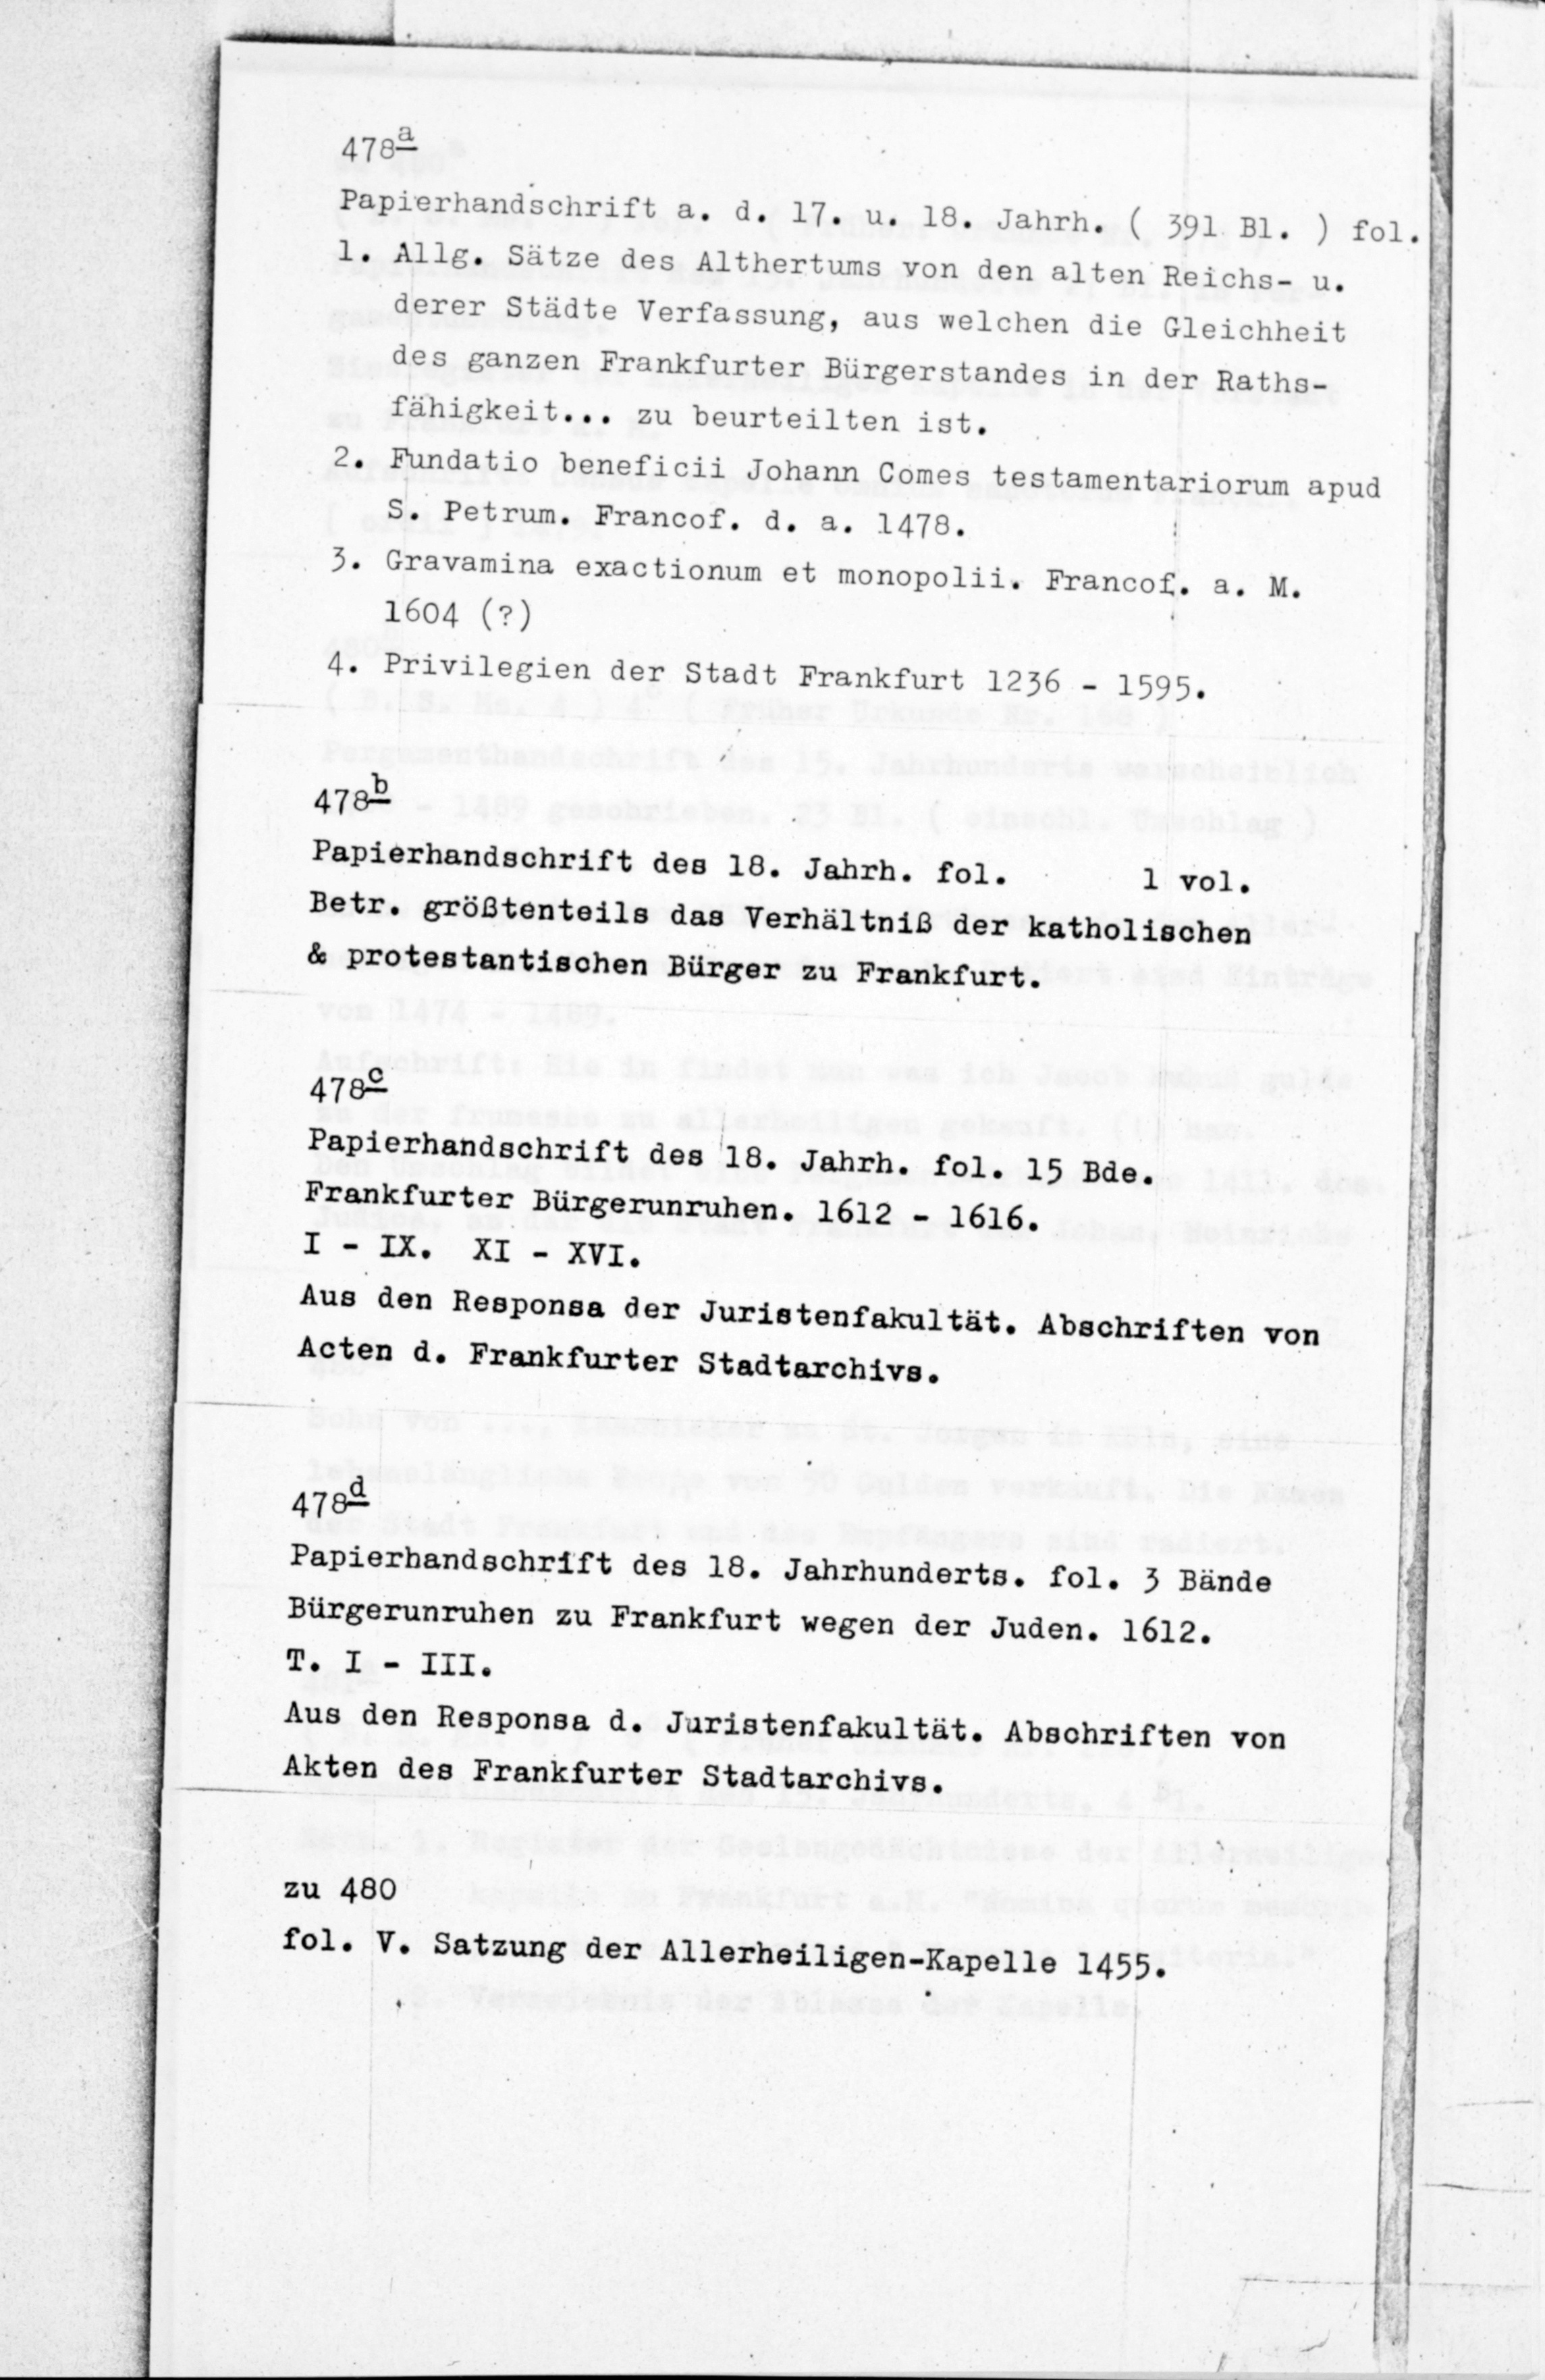 478a
Papierhandschrift a. d. 17. u. 18. Jahrh. ( 391 Bl. ) fol.
1. Allg. Sätze des Althertums von den alten Reichs- u.
derer Städte Verfassung, aus welchen die Gleichheit
des ganzen Frankfurter Bürgerstandes in der Raths-
fähigkeit... zu beurteilten ist.
2. Fundatio beneficii Johann Comes testamentariorum apud
S. Petrum. Francof. d. a. 1478.
3. Gravamina exactionum et monopolii. Francof. a. M.
1604 (?)
4. Privilegien der Stadt Frankfurt 1236 - 1595.
478b
Papierhandschrift des 18. Jahrh. fol. 1 vol.
Betr. größtenteils das Verhältniß der katholischen
& protestantischen Bürger zu Frankfurt.
478c
Papierhandschrift des 18. Jahrh. fol. 15 Bde.
Frankfurter Bürgerunruhen. 1612 - 1616.
I - IX. XI - XVI.
Aus den Responsa der Juristenfakultät. Abschriften von
Acten d. Frankfurter Stadtarchivs.
478d
Papierhandschrift des 18. Jahrhunderts. fol. 3 Bände
Bürgerunruhen zu Frankfurt wegen der Juden. 1612.
T. I - III.
Aus den Responsa d. Juristenfakultät. Abschriften von
Akten des Frankfurter Stadtarchivs.
zu 480
fol. V. Satzung der Allerheiligen-Kapelle 1455.